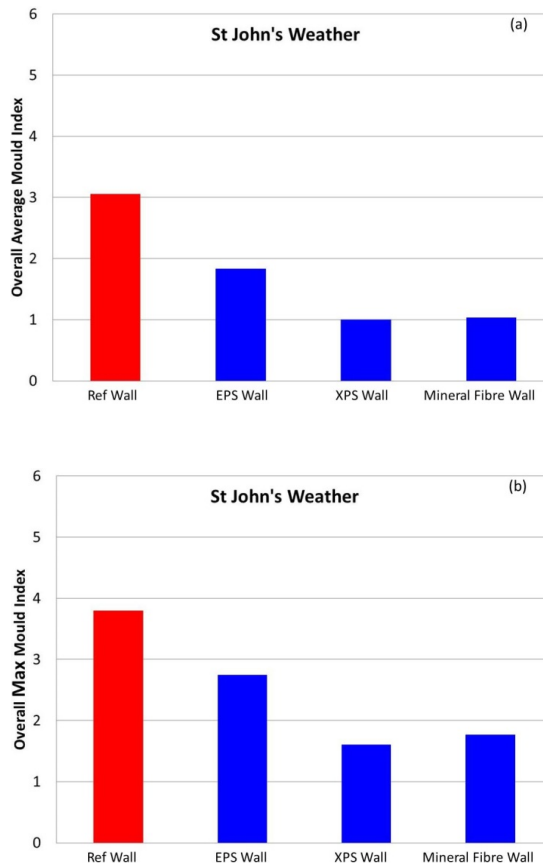 St John's Weather
(a)
Overall Average Mould Index
6
5
4
3
2
1
0
Ref Wall
EPS Wall
XPS Wall
Mineral Fibre Wall
St John's Weather
(b)
Overall Max Mould Index
6
5
4
3
2
1
0
Ref Wall
EPS Wall
XPS Wall
Mineral Fibre Wall